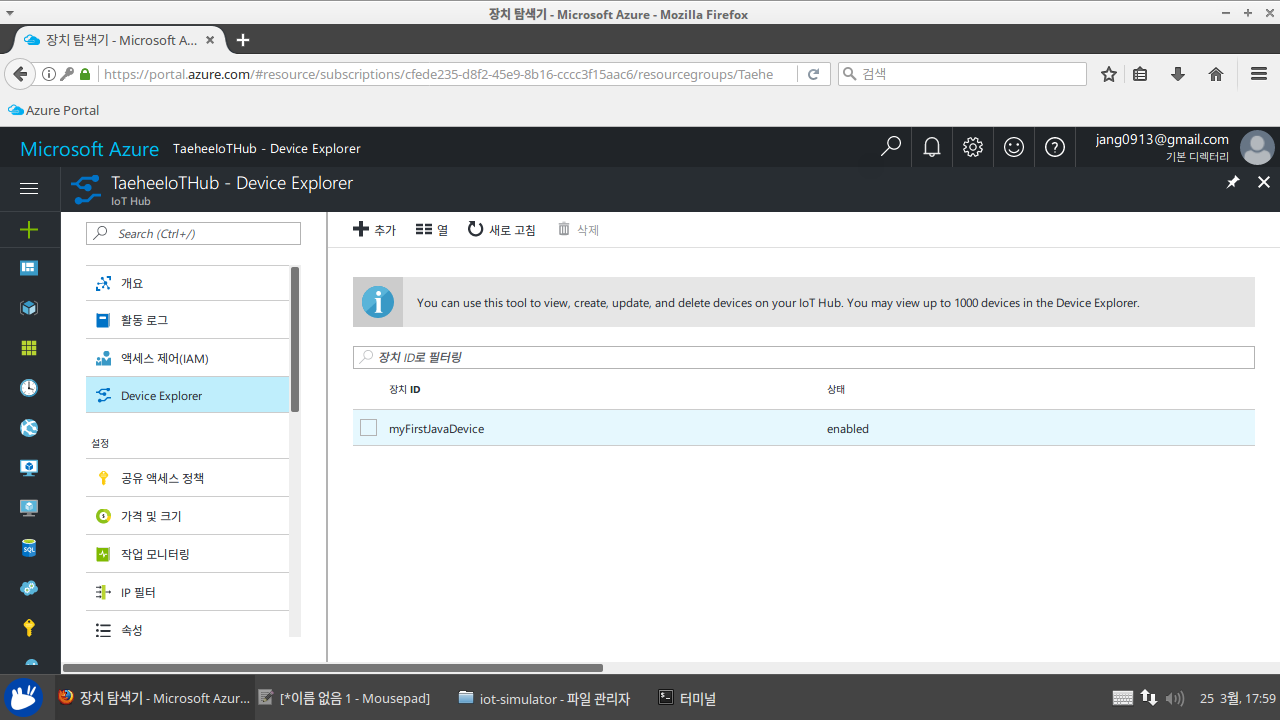 장치 탐색기 - Microsoft Azure - Mozilla Firefox
장치 탐색기 - Microsoft A...
https://portal.azure.com/#resource/subscriptions/cfede235-d8f2-45e9-8b16-cccc3f15aac6/resourcegroups/Taehe
검색
Azure Portal
Microsoft Azure
TaeheeIoTHub - Device Explorer
jang0913@gmail.com
기본 디렉터리
TaeheeIoTHub - Device Explorer
IoT Hub
Search (Ctrl+/)
개요
활동 로그
액세스 제어(IAM)
Device Explorer
설정
공유 액세스 정책
가격 및 크기
작업 모니터링
IP 필터
속성
추가
열
새로 고침
삭제
You can use this tool to view, create, update, and delete devices on your IoT Hub. You may view up to 1000 devices in the Device Explorer.
장치 ID로 필터링
장치 ID
상태
myFirstJavaDevice
enabled
장치 탐색기 - Microsoft Azur...
[*이름 없음 1 - Mousepad]
iot-simulator - 파일 관리자
터미널
25 3월, 17:59